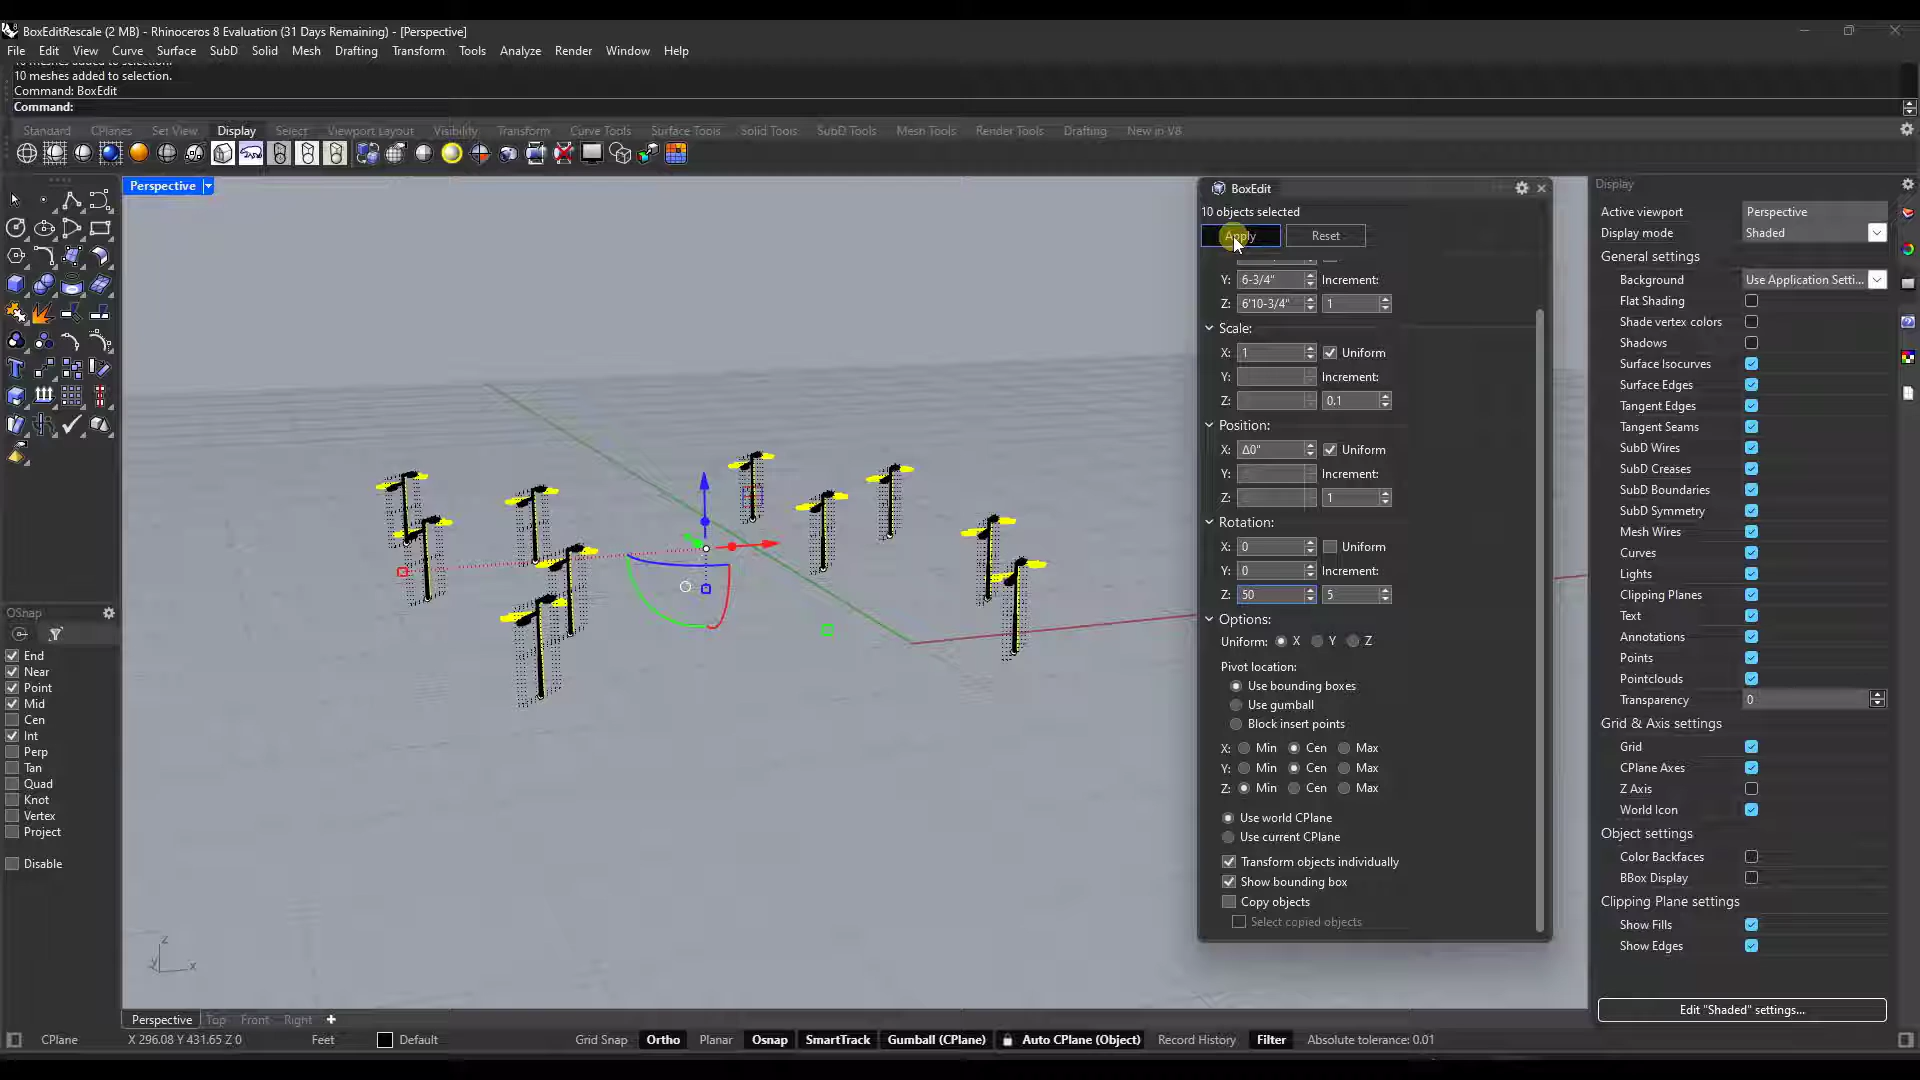 BoxEditRescale (2 MB) - Rhinoceros 8 Evaluation (31 Days Remaining) - [Perspective]
File Edit View Curve Surface SubD Solid Mesh Drafting Transform Tools Analyze Render Window Help
10 meshes added to selection.
10 meshes added to selection.
Command: BoxEdit
Command:
Standard CPlanes Set View Display Select Viewport Layout Visibility Transform Curve Tools Surface Tools Solid Tools SubD Tools Mesh Tools Render Tools Drafting New in V8
Perspective
BoxEdit
10 objects selected
Apply Reset
Y: 6-3/4" Increment:
Z: 6'10-3/4" 1
Scale:
X: 1 Uniform
Y: Increment:
Z: 0.1
Position:
X: Δ0" Uniform
Y: Increment:
Z: 1
Rotation:
X: 0 Uniform
Y: 0 Increment:
Z: 50 5
Options:
Uniform: X Y Z
Pivot location:
Use bounding boxes
Use gumball
Block insert points
X: Min Cen Max
Y: Min Cen Max
Z: Min Cen Max
Use world CPlane
Use current CPlane
Transform objects individually
Show bounding box
Copy objects
Select copied objects
Display
Active viewport Perspective
Display mode Shaded
General settings
Background Use Application Setti...
Flat Shading
Shade vertex colors
Shadows
Surface Isocurves
Surface Edges
Tangent Edges
Tangent Seams
SubD Wires
SubD Creases
SubD Boundaries
SubD Symmetry
Mesh Wires
Curves
Lights
Clipping Planes
Text
Annotations
Points
Pointclouds
Transparency 0
Grid & Axis settings
Grid
CPlane Axes
Z Axis
World Icon
Object settings
Color Backfaces
BBox Display
Clipping Plane settings
Show Fills
Show Edges
Edit "Shaded" settings...
OSnap
End
Near
Point
Mid
Cen
Int
Perp
Tan
Quad
Knot
Vertex
Project
Disable
z
y x
Perspective Top Front Right
CPlane X 296.08 Y 431.65 Z 0 Feet Default Grid Snap Ortho Planar Osnap SmartTrack Gumball (CPlane) Auto CPlane (Object) Record History Filter Absolute tolerance: 0.01